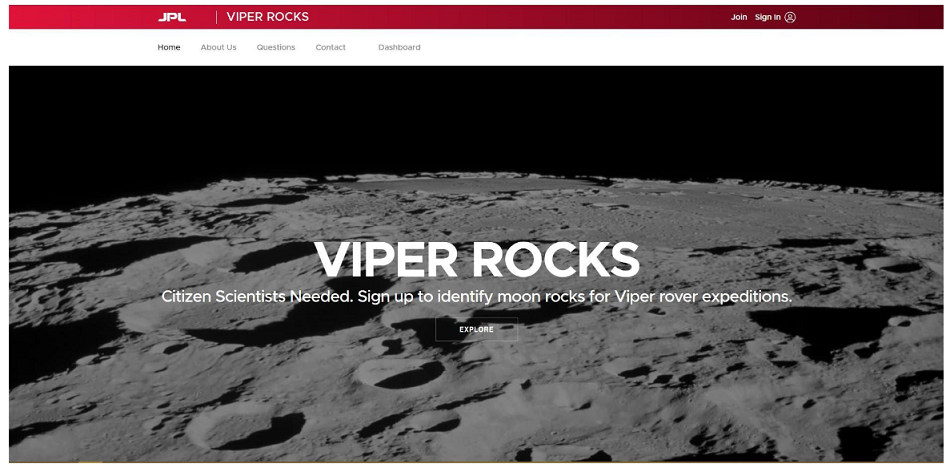 JPL VIPER ROCKS Join Sign In
Home About Us Questions Contact Dashboard
VIPER ROCKS
Citizen Scientists Needed. Sign up to identify moon rocks for Viper rover expeditions.
EXPLORE